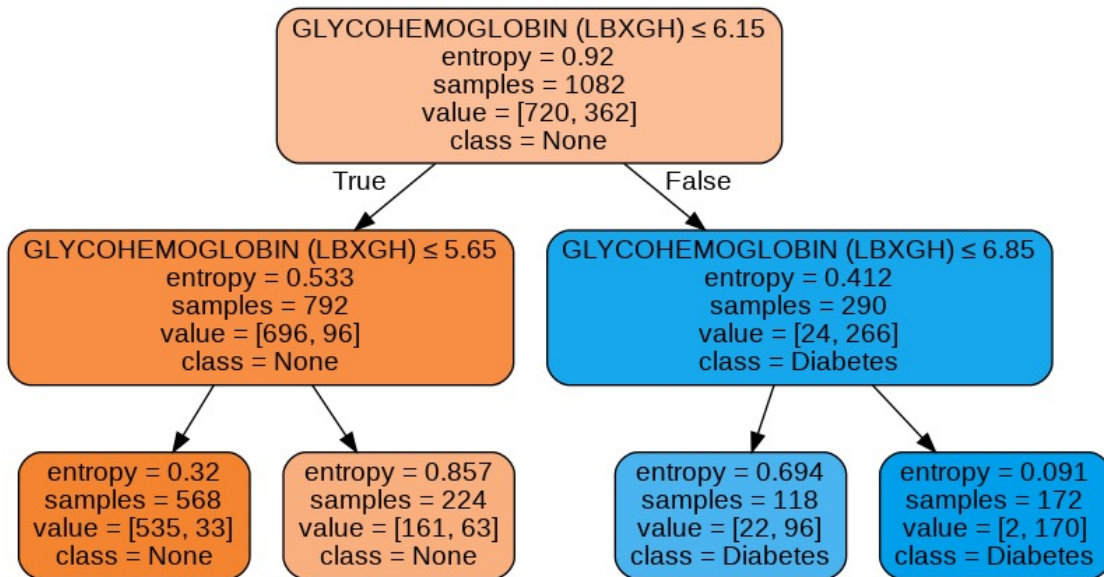 GLYCOHEMOGLOBIN (LBXGH) ≤ 6.15
entropy = 0.92
samples = 1082
value = [720, 362]
class = None
True
False
GLYCOHEMOGLOBIN (LBXGH) ≤ 5.65
entropy = 0.533
samples = 792
value = [696, 96]
class = None
GLYCOHEMOGLOBIN (LBXGH) ≤ 6.85
entropy = 0.412
samples = 290
value = [24, 266]
class = Diabetes
entropy = 0.32
samples = 568
value = [535, 33]
class = None
entropy = 0.857
samples = 224
value = [161, 63]
class = None
entropy = 0.694
samples = 118
value = [22, 96]
class = Diabetes
entropy = 0.091
samples = 172
value = [2, 170]
class = Diabetes